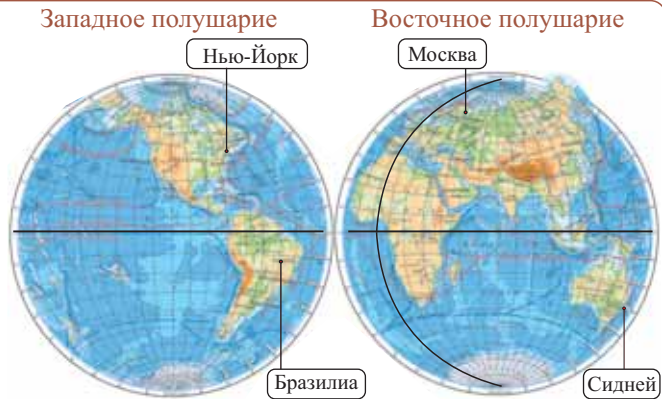 Западное полушарие
Восточное полушарие
Нью-Йорк
Москва
Бразилиа
Сидней